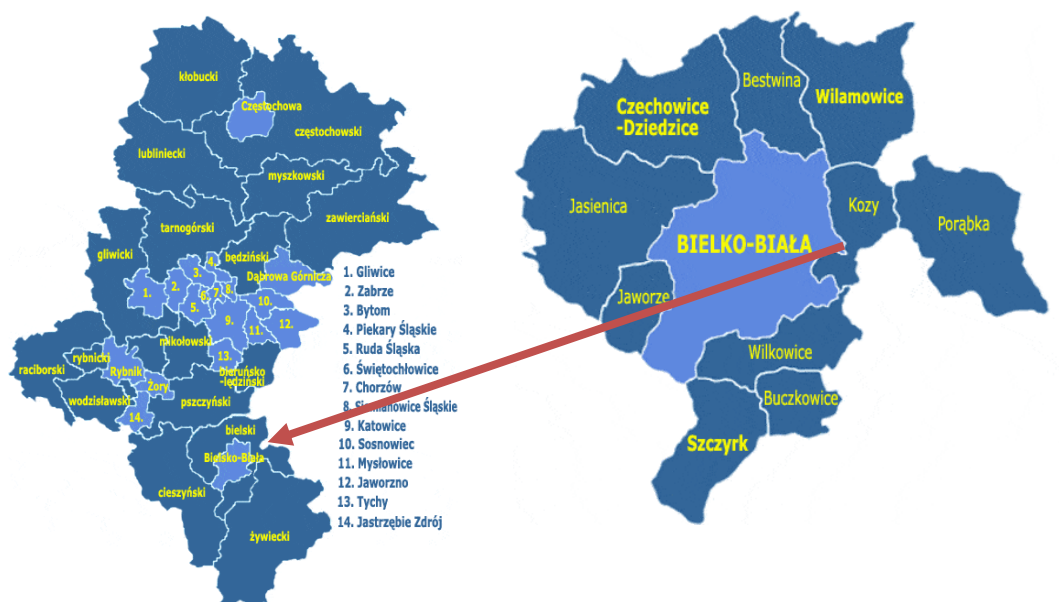 kłobucki
Częstochowa
częstochowski
lubliniecki
myszkowski
zawierciański
tarnogórski
gliwicki
będziński
Dąbrowa Górnicza
4.
3.
1.
2.
6.
7.
8.
5.
9.
10.
11.
12.
mikołowski
13.
rybnicki
raciborski
Rybnik
Bieruńsko
-lędziński
Żory
wodzisławski
pszczyński
14.
bielski
Bielsko-Biała
cieszyński
żywiecki
1. Gliwice
2. Zabrze
3. Bytom
4. Piekary Śląskie
5. Ruda Śląska
6. Świętochłowice
7. Chorzów
8. Siemianowice Śląskie
9. Katowice
10. Sosnowiec
11. Mysłowice
12. Jaworzno
13. Tychy
14. Jastrzębie Zdrój
Bestwina
Wilamowice
Czechowice
-Dziedzice
Jasienica
Kozy
Porąbka
BIELKO-BIAŁA
Jaworze
Wilkowice
Buczkowice
Szczyrk